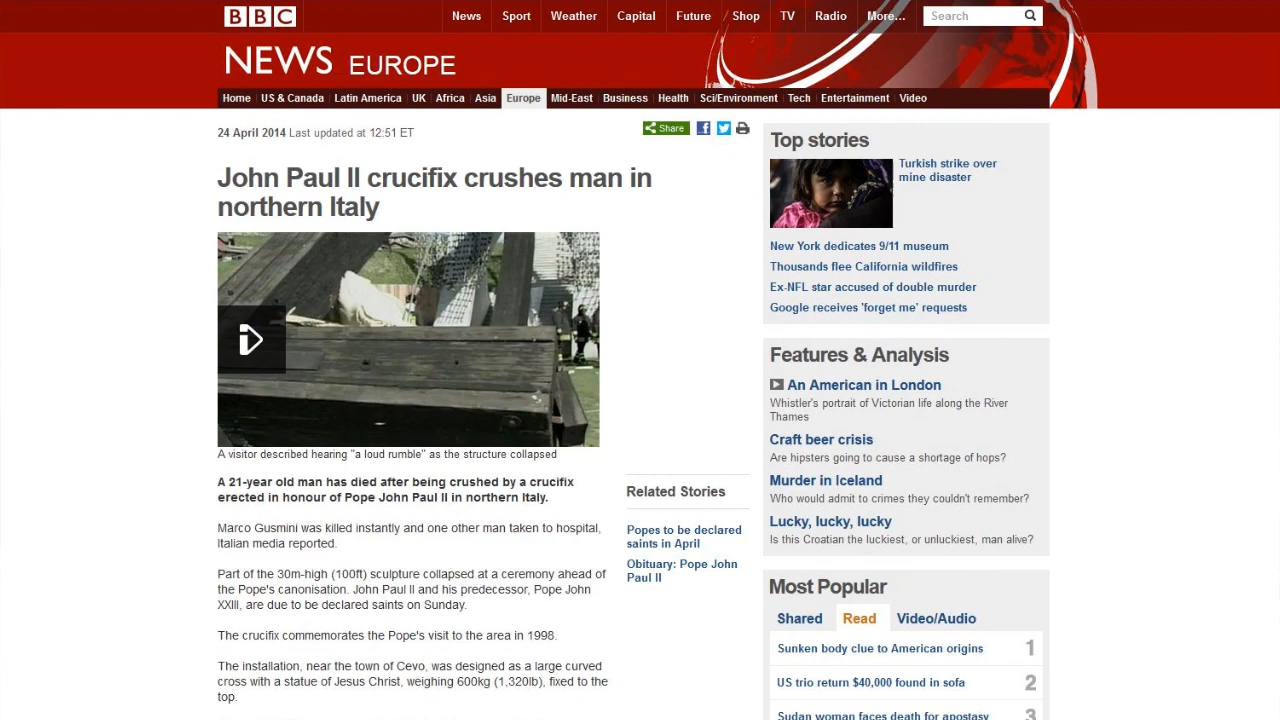 BBC
News Sport Weather Capital Future Shop TV Radio More... Search
NEWS EUROPE
Home US & Canada Latin America UK Africa Asia Europe Mid-East Business Health Sci/Environment Tech Entertainment Video
24 April 2014 Last updated at 12:51 ET
Share
John Paul II crucifix crushes man in
northern Italy
A visitor described hearing "a loud rumble" as the structure collapsed
A 21-year old man has died after being crushed by a crucifix
erected in honour of Pope John Paul II in northern Italy.
Marco Gusmini was killed instantly and one other man taken to hospital,
Italian media reported.
Part of the 30m-high (100ft) sculpture collapsed at a ceremony ahead of
the Pope's canonisation. John Paul II and his predecessor, Pope John
XXIII, are due to be declared saints on Sunday.
The crucifix commemorates the Pope's visit to the area in 1998.
The installation, near the town of Cevo, was designed as a large curved
cross with a statue of Jesus Christ, weighing 600kg (1,320lb), fixed to the
top.
Related Stories
Popes to be declared
saints in April
Obituary: Pope John
Paul II
Top stories
Turkish strike over
mine disaster
New York dedicates 9/11 museum
Thousands flee California wildfires
Ex-NFL star accused of double murder
Google receives 'forget me' requests
Features & Analysis
An American in London
Whistler's portrait of Victorian life along the River
Thames
Craft beer crisis
Are hipsters going to cause a shortage of hops?
Murder in Iceland
Who would admit to crimes they couldn't remember?
Lucky, lucky, lucky
Is this Croatian the luckiest, or unluckiest, man alive?
Most Popular
Shared Read Video/Audio
Sunken body clue to American origins 1
US trio return $40,000 found in sofa 2
Sudan woman faces death for apostasy 3